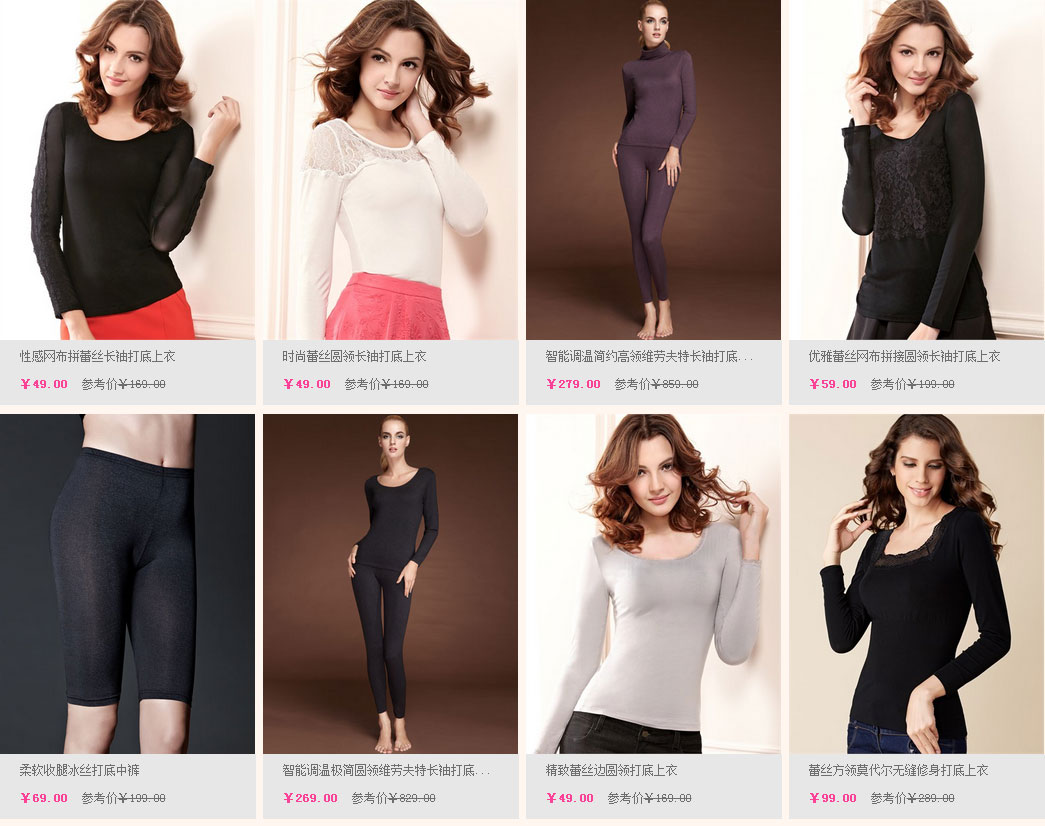 性感网布拼蕾丝长袖打底上衣
￥49.00 参考价￥169.00
时尚蕾丝圆领长袖打底上衣
￥49.00 参考价￥169.00
智能调温简约高领维劳夫特长袖打底...
￥279.00 参考价￥859.00
优雅蕾丝网布拼接圆领长袖打底上衣
￥59.00 参考价￥199.00
柔软收腿冰丝打底中裤
￥69.00 参考价￥199.00
智能调温极简圆领维劳夫特长袖打底...
￥269.00 参考价￥829.00
精致蕾丝边圆领打底上衣
￥49.00 参考价￥169.00
蕾丝方领莫代尔无缝修身打底上衣
￥99.00 参考价￥289.00